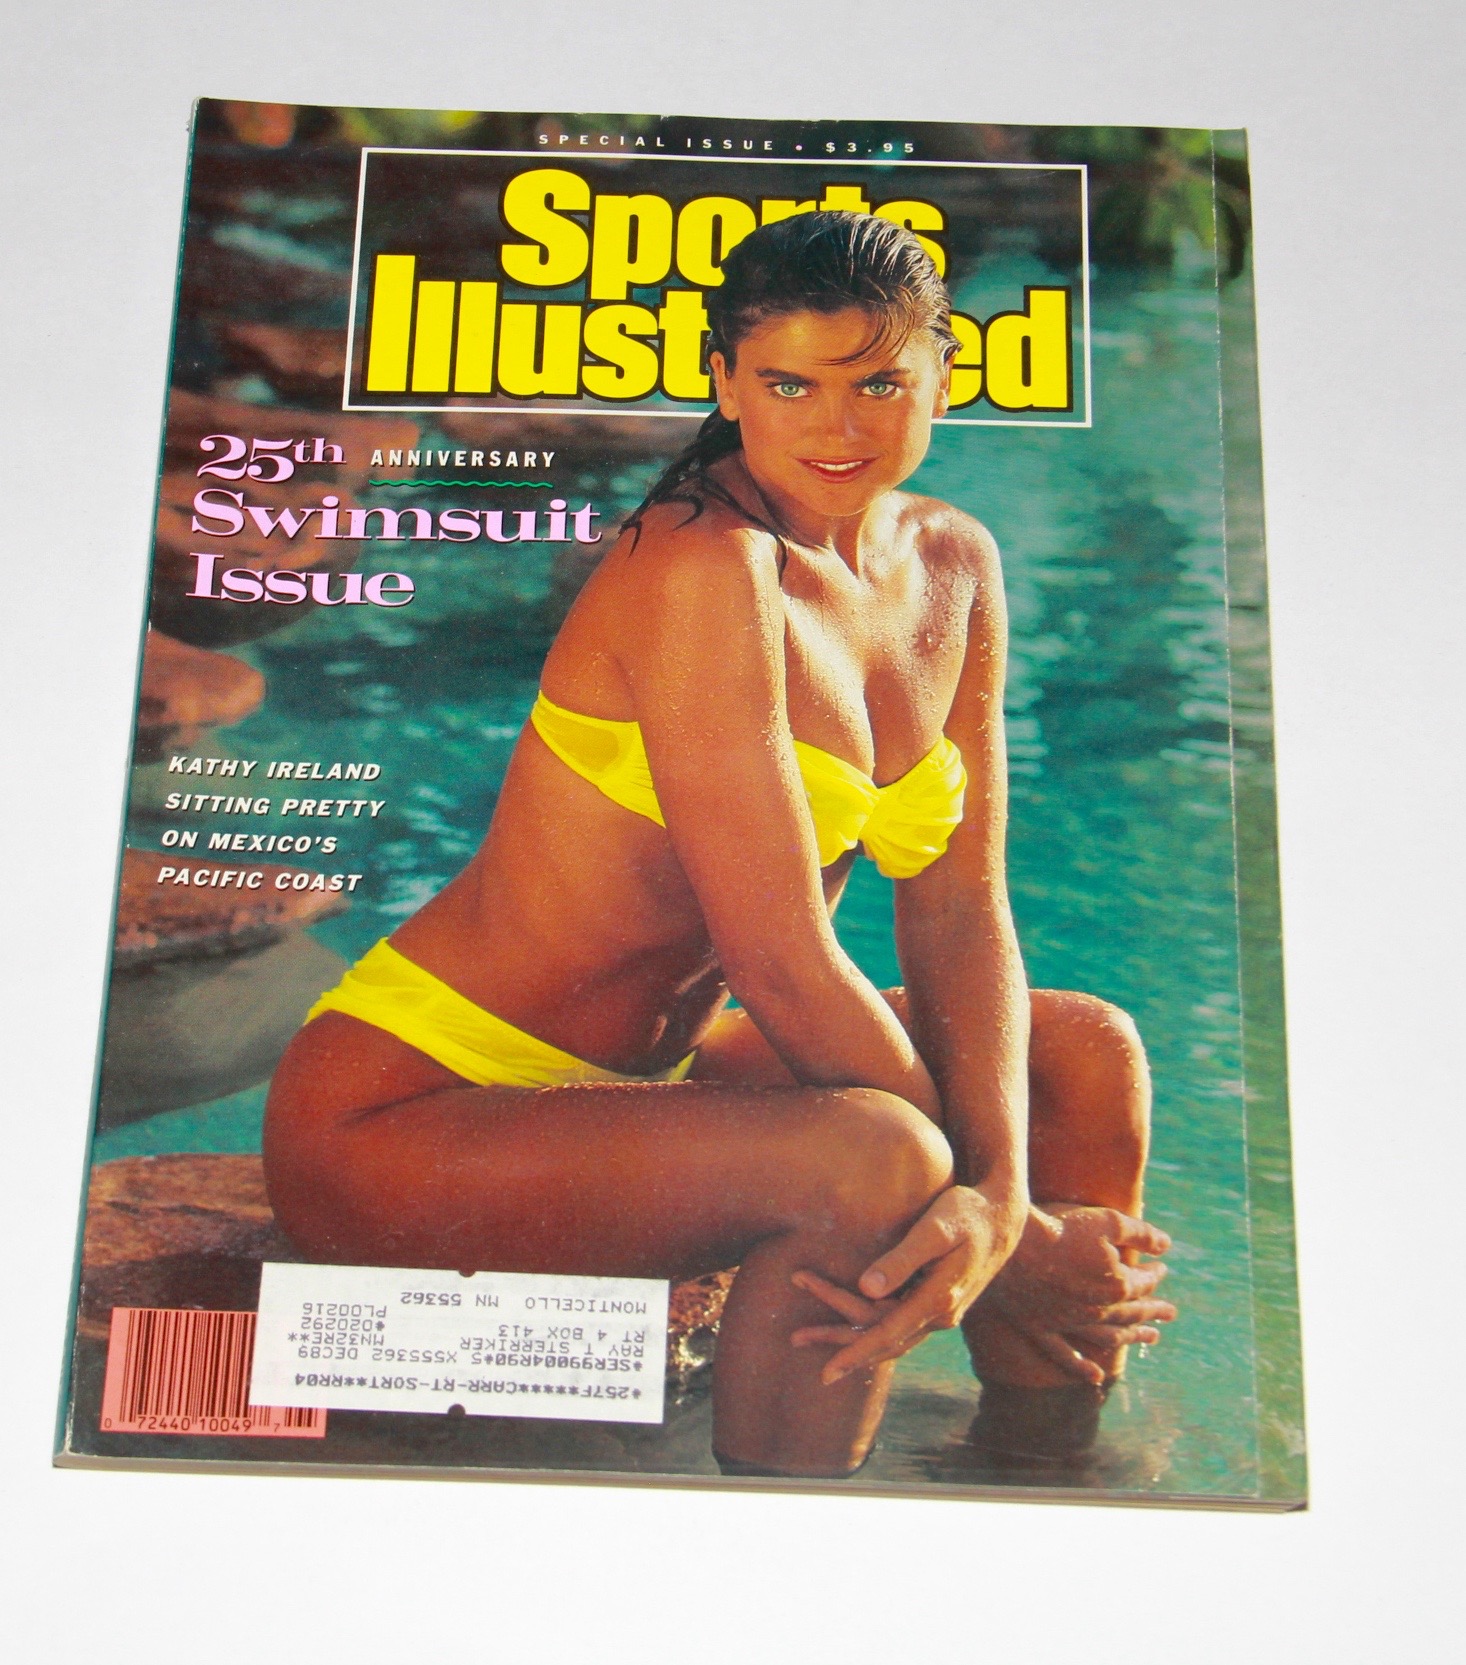 SPECIAL ISSUE • $3.95
Sports
Illustrated
25th ANNIVERSARY
Swimsuit
Issue
KATHY IRELAND
SITTING PRETTY
ON MEXICO'S
PACIFIC COAST
*257F*****CARR-RT-SORT**RR04
*SER99004R90*5 X555362 DEC89
RAY T STERRIKER MN32RE**
RT 4 BOX 413 #020292
PL00216
MONTICELLO MN 55362
0 72440 10049 7